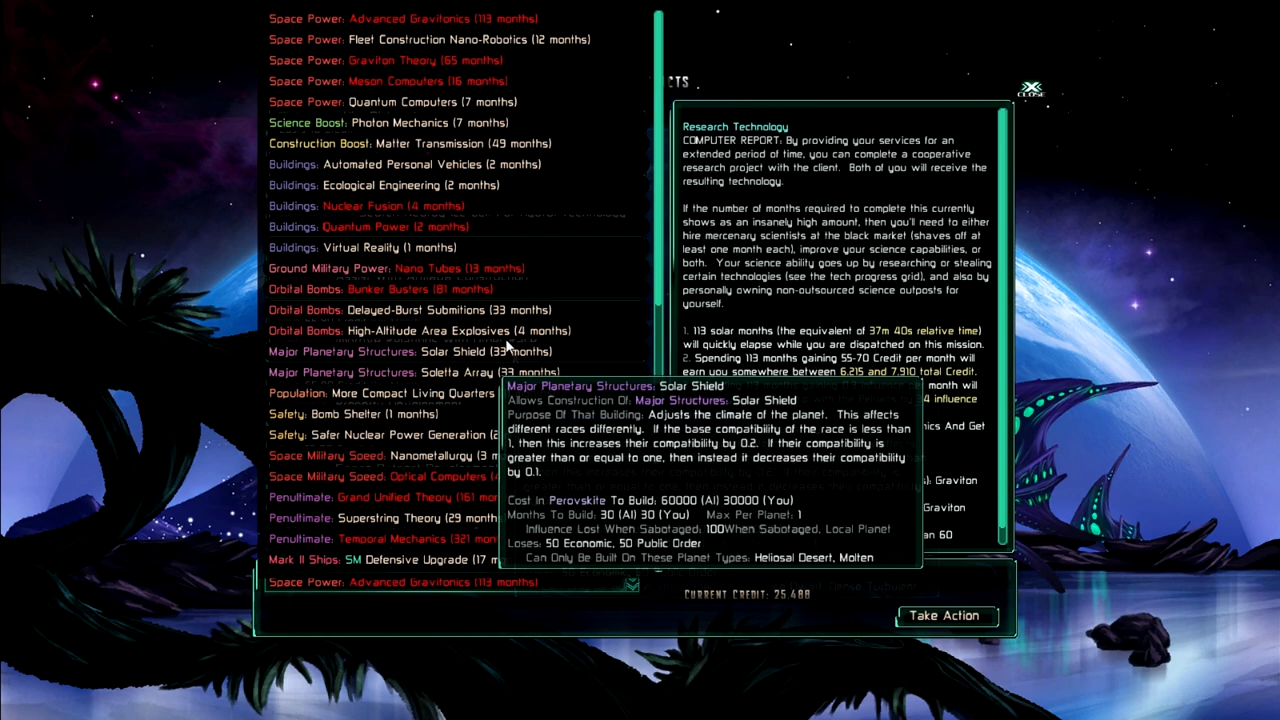 Space Power: Advanced Gravitonics (113 months)
Space Power: Fleet Construction Nano-Robotics (12 months)
Space Power: Graviton Theory (65 months)
Space Power: Meson Computers (16 months)
Space Power: Quantum Computers (7 months)
Science Boost: Photon Mechanics (7 months)
Construction Boost: Matter Transmission (49 months)
Buildings: Automated Personal Vehicles (2 months)
Buildings: Ecological Engineering (2 months)
Buildings: Nuclear Fusion (4 months)
Buildings: Quantum Power (2 months)
Buildings: Virtual Reality (1 months)
Ground Military Power: Nano Tubes (13 months)
Orbital Bombs: Bunker Busters (81 months)
Orbital Bombs: Delayed-Burst Submitions (33 months)
Orbital Bombs: High-Altitude Area Explosives (4 months)
Major Planetary Structures: Solar Shield (33 months)
Major Planetary Structures: Soletta Array (33 months)
Population: More Compact Living Quarters
Safety: Bomb Shelter (1 months)
Safety: Safer Nuclear Power Generation (2
Space Military Speed: Nanometallurgy (3 m
Space Military Speed: Optical Computers (4
Penultimate: Grand Unified Theory (161 mon
Penultimate: Superstring Theory (29 month
Penultimate: Temporal Mechanics (321 mon
Mark II Ships: SM Defensive Upgrade (17 m
Space Power: Advanced Gravitonics (113 months)
CTS
CLOSE
Research Technology
COMPUTER REPORT: By providing your services for an
extended period of time, you can complete a cooperative
research project with the client. Both of you will receive the
resulting technology.
If the number of months required to complete this currently
shows as an insanely high amount, then you'll need to either
hire mercenary scientists at the black market (shaves off at
least one month each), improve your science capabilities, or
both. Your science ability goes up by researching or stealing
certain technologies (see the tech progress grid), and also by
personally owning non-outsourced science outposts for
yourself.
1. 113 solar months (the equivalent of 37m 40s relative time)
will quickly elapse while you are dispatched on this mission.
2. Spending 113 months gaining 55-70 Credit per month will
earn you somewhere between 6,215 and 7,910 total Credit.
month will
4 influence
ics And Get
): Graviton
Graviton
an 60
Major Planetary Structures: Solar Shield
Allows Construction Of: Major Structures: Solar Shield
Purpose Of That Building: Adjusts the climate of the planet. This affects
different races differently. If the base compatibility of the race is less than
1, then this increases their compatibility by 0.2. If their compatibility is
greater than or equal to one, then instead it decreases their compatibility
by 0.1.
Cost In Perovskite To Build: 60000 (AI) 30000 (You)
Months To Build: 30 (AI) 30 (You) Max Per Planet: 1
Influence Lost When Sabotaged: 100When Sabotaged, Local Planet
Loses: 50 Economic, 50 Public Order
Can Only Be Built On These Planet Types: Heliosal Desert, Molten
Current Credit: 25,488
Take Action